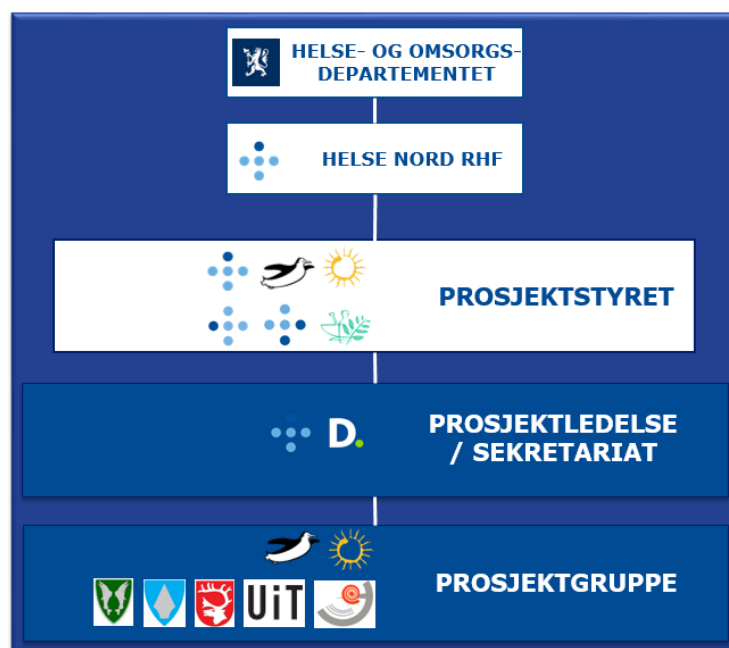 HELSE- OG OMSORGS-
DEPARTEMENTET
HELSE NORD RHF
PROSJEKTSTYRET
D.
PROSJEKTLEDELSE
/ SEKRETARIAT
UiT
PROSJEKTGRUPPE